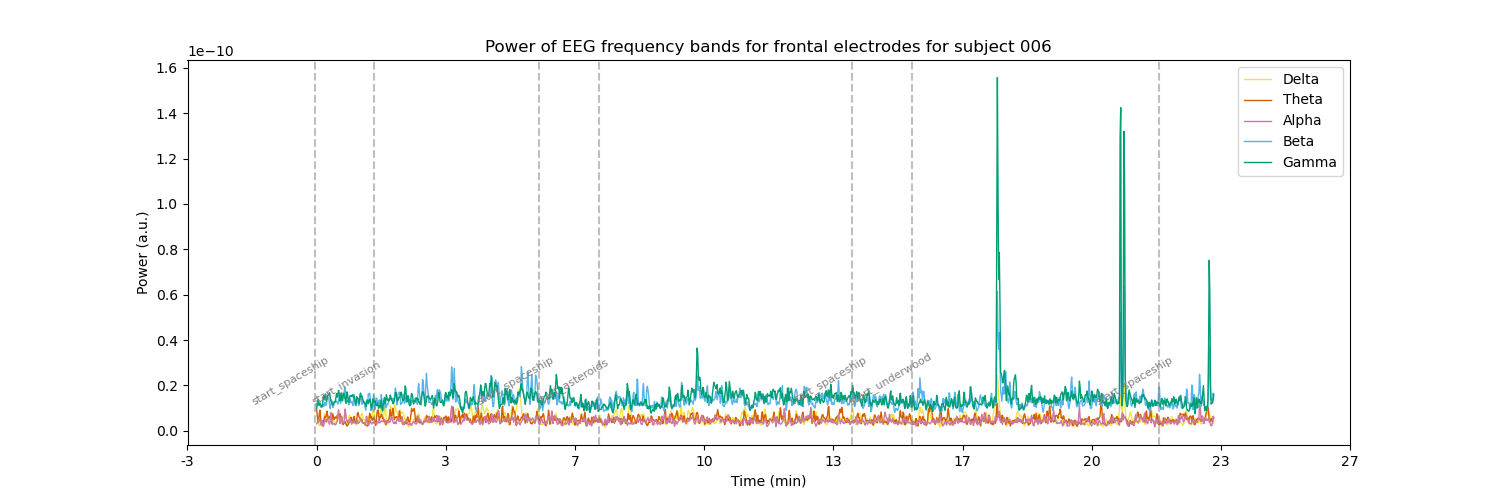 Power of EEG frequency bands for frontal electrodes for subject 006
1e−10
1.6
1.4
1.2
1.0
0.8
0.6
0.4
0.2
0.0
Power (a.u.)
Delta
Theta
Alpha
Beta
Gamma
start_spaceship
start_invasion
start_spaceship
start_asteroids
start_spaceship
start_underwood
start_spaceship
-3
0
3
7
10
13
17
20
23
27
Time (min)